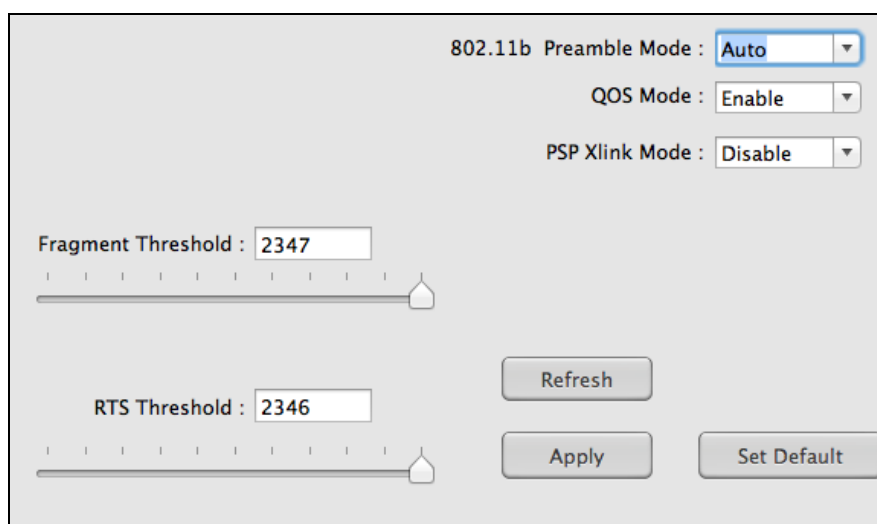 802.11b Preamble Mode : Auto
QOS Mode : Enable
PSP Xlink Mode : Disable
Fragment Threshold : 2347
Refresh
RTS Threshold : 2346
Apply Set Default